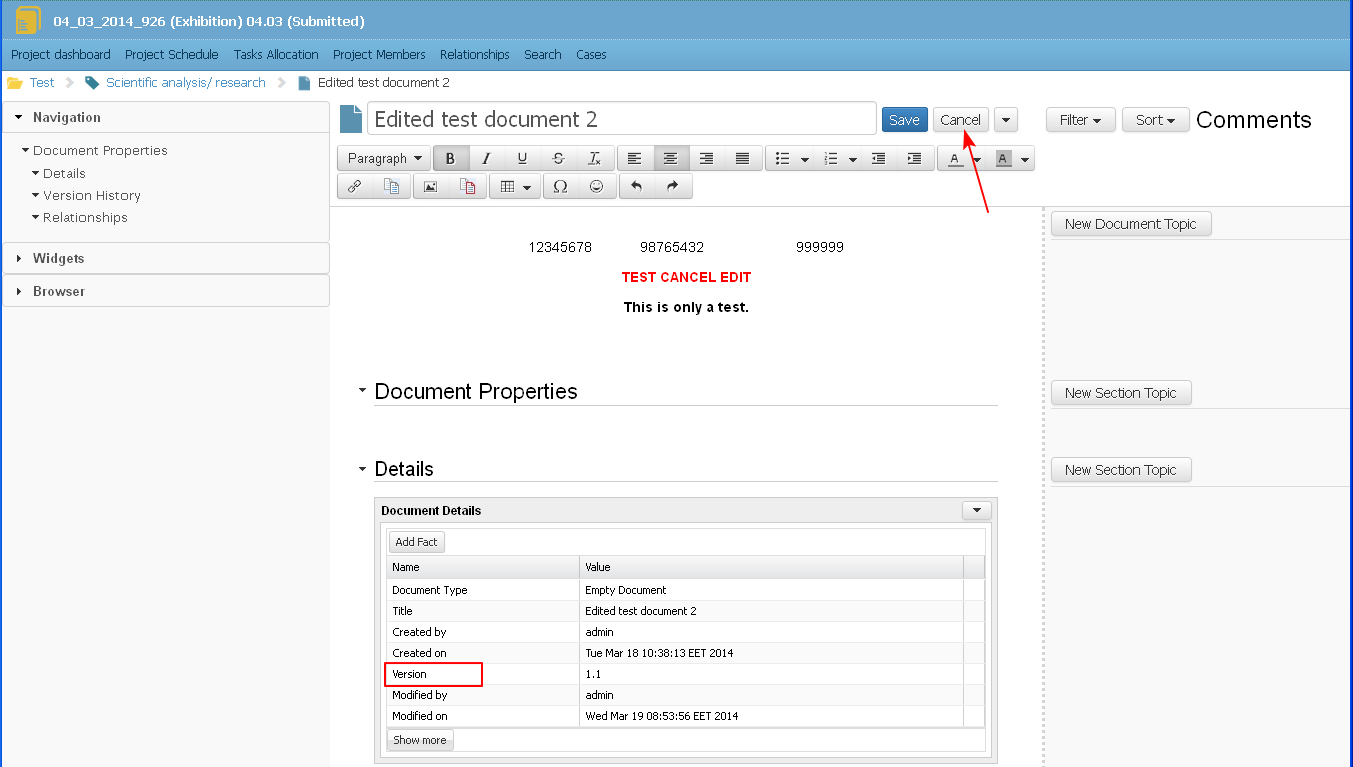 04_03_2014_926 (Exhibition) 04.03 (Submitted)
Project dashboard Project Schedule Tasks Allocation Project Members Relationships Search Cases
Test Scientific analysis/ research Edited test document 2
Navigation
Document Properties
Details
Version History
Relationships
Widgets
Browser
Edited test document 2 Save Cancel Filter Sort Comments
Paragraph B I U S Tx A A
Ω
New Document Topic
12345678 98765432 999999
TEST CANCEL EDIT
This is only a test.
Document Properties
New Section Topic
Details
New Section Topic
Document Details
Add Fact
Name Value
Document Type Empty Document
Title Edited test document 2
Created by admin
Created on Tue Mar 18 10:38:13 EET 2014
Version 1.1
Modified by admin
Modified on Wed Mar 19 08:53:56 EET 2014
Show more